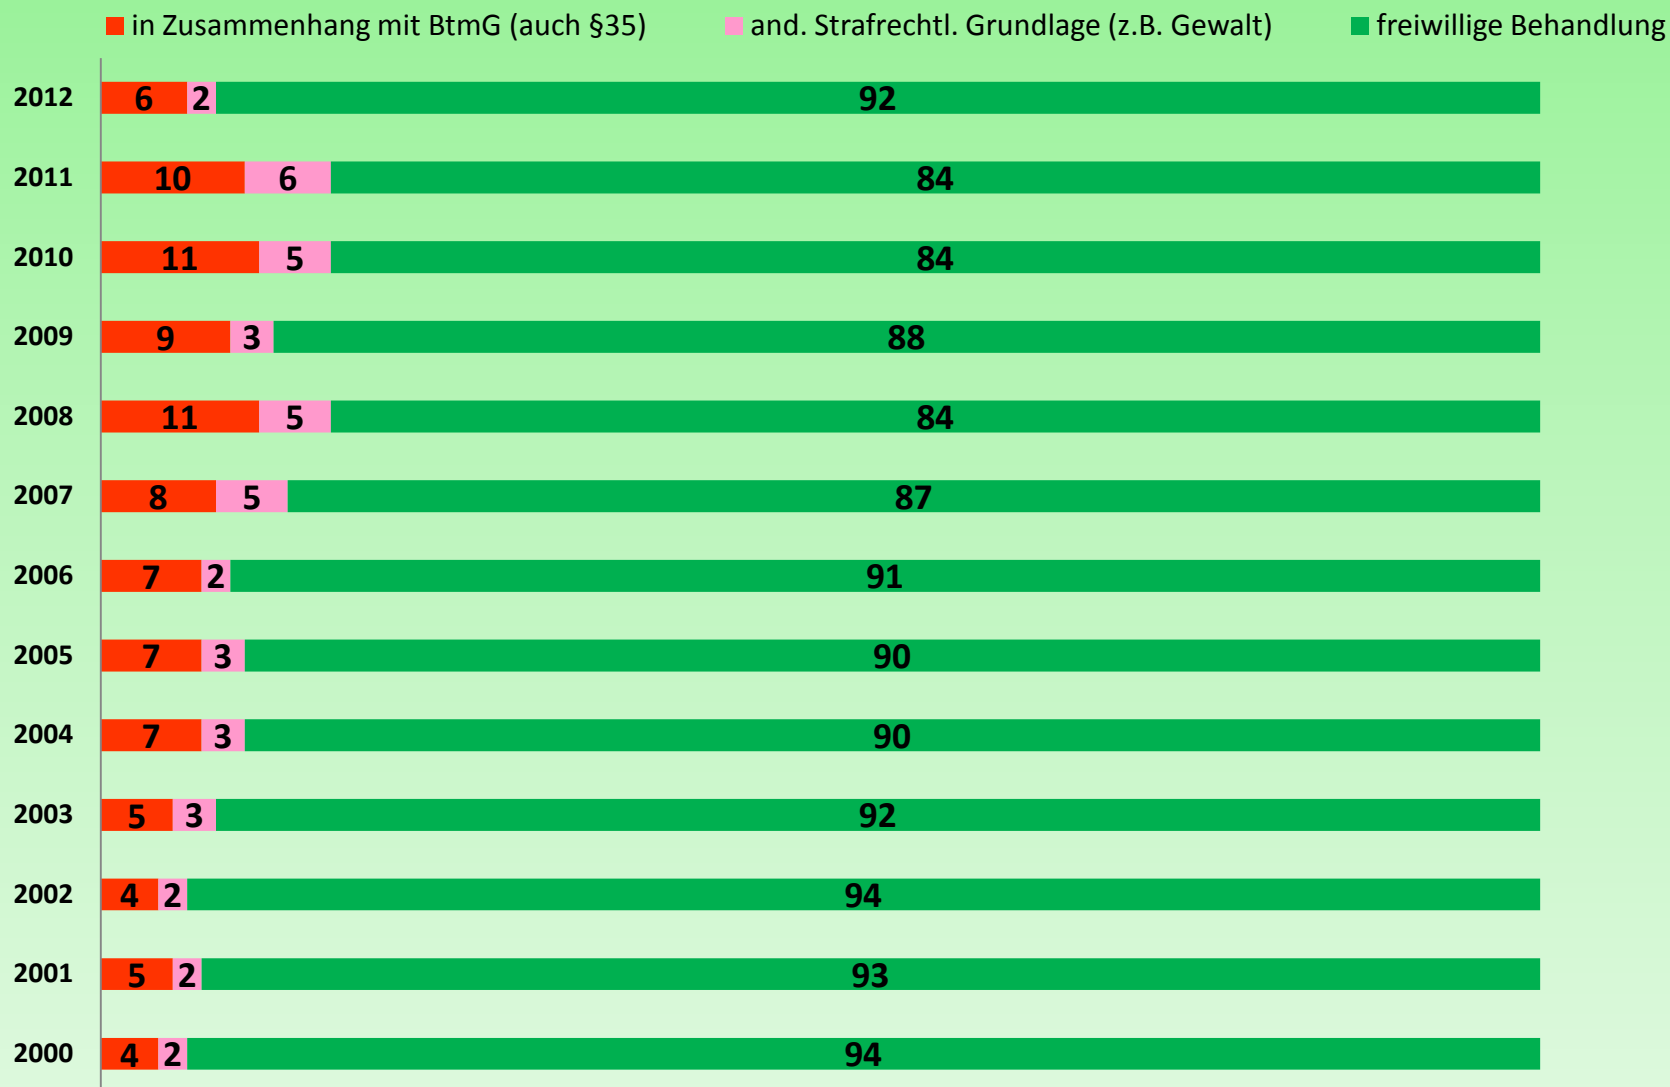 in Zusammenhang mit BtmG (auch §35) and. Strafrechtl. Grundlage (z.B. Gewalt) freiwillige Behandlung
2012 6 2 92
2011 10 6 84
2010 11 5 84
2009 9 3 88
2008 11 5 84
2007 8 5 87
2006 7 2 91
2005 7 3 90
2004 7 3 90
2003 5 3 92
2002 4 2 94
2001 5 2 93
2000 4 2 94